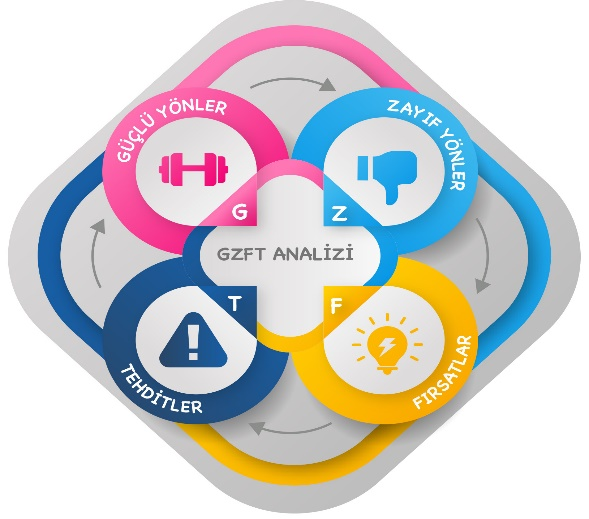 GÜÇLÜ YÖNLER
ZAYIF YÖNLER
G
Z
GZFT ANALİZİ
T
F
TEHDİTLER
FIRSATLAR